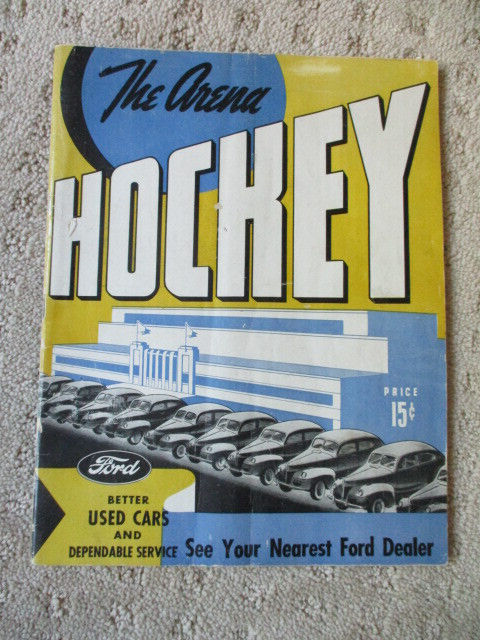 The Arena
HOCKEY
PRICE
15¢
Ford
BETTER
USED CARS
AND
DEPENDABLE SERVICE See Your Nearest Ford Dealer